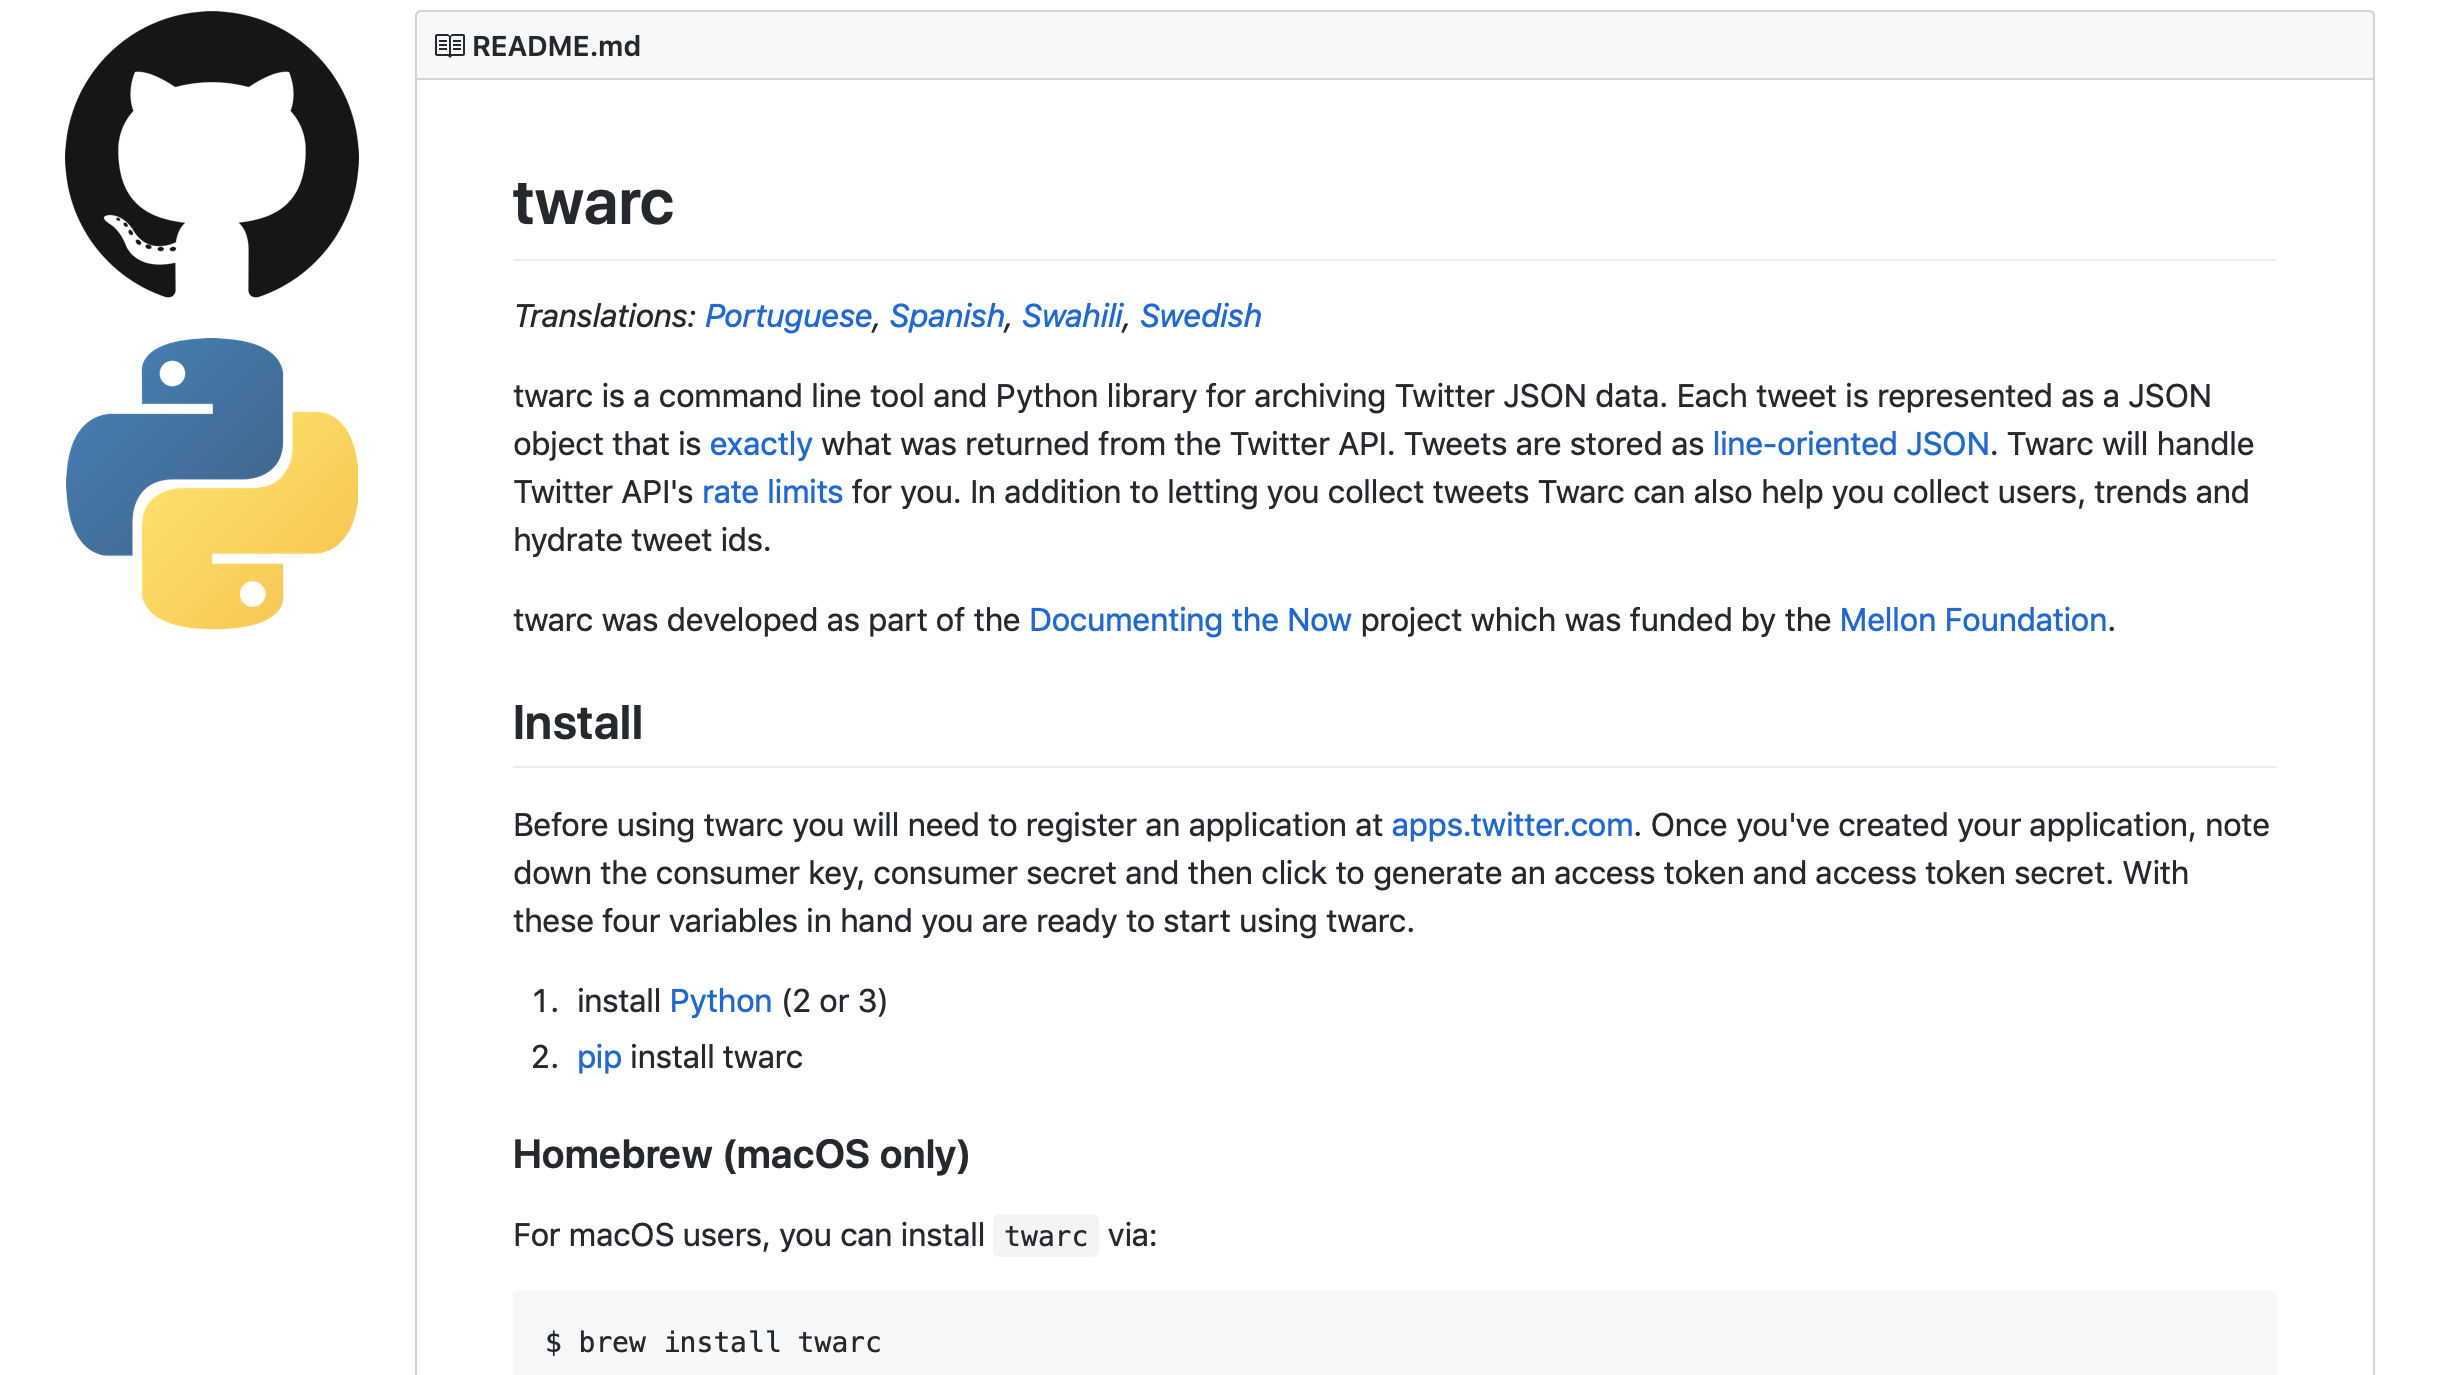 README.md
twarc
Translations: Portuguese, Spanish, Swahili, Swedish
twarc is a command line tool and Python library for archiving Twitter JSON data. Each tweet is represented as a JSON
object that is exactly what was returned from the Twitter API. Tweets are stored as line-oriented JSON. Twarc will handle
Twitter API's rate limits for you. In addition to letting you collect tweets Twarc can also help you collect users, trends and
hydrate tweet ids.
twarc was developed as part of the Documenting the Now project which was funded by the Mellon Foundation.
Install
Before using twarc you will need to register an application at apps.twitter.com. Once you've created your application, note
down the consumer key, consumer secret and then click to generate an access token and access token secret. With
these four variables in hand you are ready to start using twarc.
1. install Python (2 or 3)
2. pip install twarc
Homebrew (macOS only)
For macOS users, you can install twarc via:
$ brew install twarc